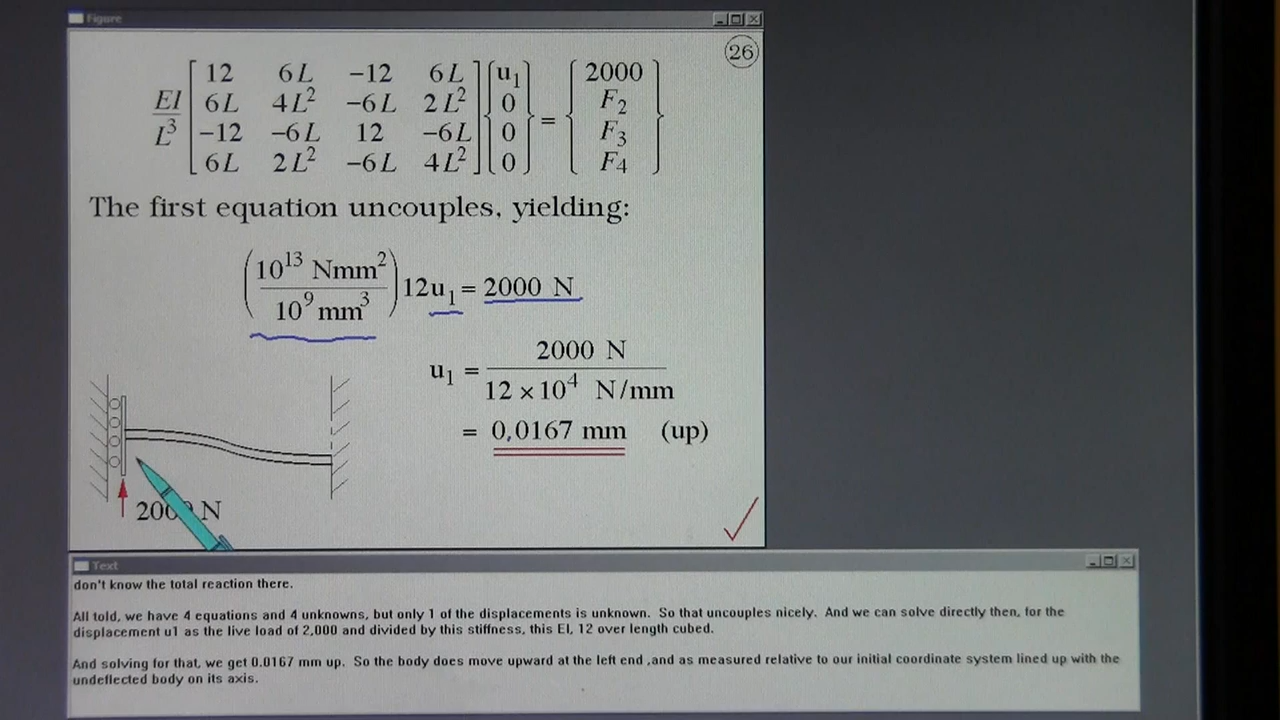 Figure
26
EI/L³ [12 6L -12 6L] {u₁} = {2000}
[6L 4L² -6L 2L²] {0} {F₂}
[-12 -6L 12 -6L] {0} {F₃}
[6L 2L² -6L 4L²] {0} {F₄}
The first equation uncouples, yielding:
(10¹³ Nmm² / 10⁹ mm³) 12u₁ = 2000 N
u₁ = 2000 N / 12 × 10⁴ N/mm
= 0.0167 mm (up)
2000 N
Text
don't know the total reaction there.
All told, we have 4 equations and 4 unknowns, but only 1 of the displacements is unknown. So that uncouples nicely. And we can solve directly then, for the
displacement u1 as the live load of 2,000 and divided by this stiffness, this EI, 12 over length cubed.
And solving for that, we get 0.0167 mm up. So the body does move upward at the left end ,and as measured relative to our initial coordinate system lined up with the
undeflected body on its axis.